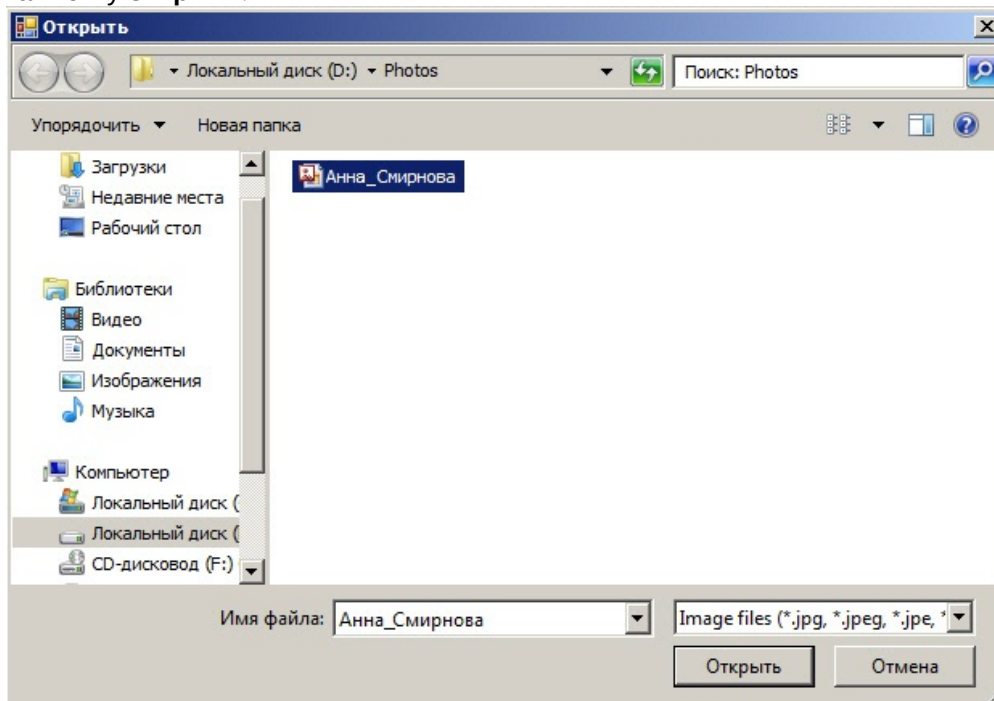 Открыть
Локальный диск (D:) Photos
Поиск: Photos
Упорядочить
Новая папка
Загрузки
Недавние места
Рабочий стол
Библиотеки
Видео
Документы
Изображения
Музыка
Компьютер
Локальный диск (
Локальный диск (
CD-дисковод (F:)
Анна_Смирнова
Имя файла: Анна_Смирнова
Image files (*.jpg, *.jpeg, *.jpe, *
Открыть
Отмена